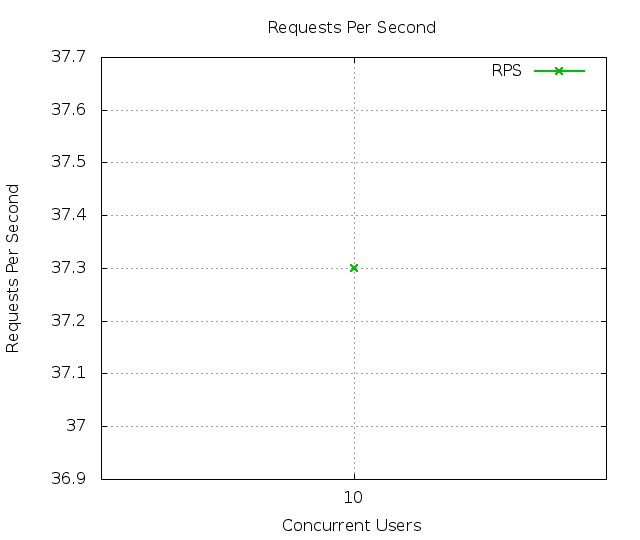 Requests Per Second
37.7
RPS
37.6
37.5
37.4
37.3
37.2
37.1
37
36.9
Requests Per Second
10
Concurrent Users